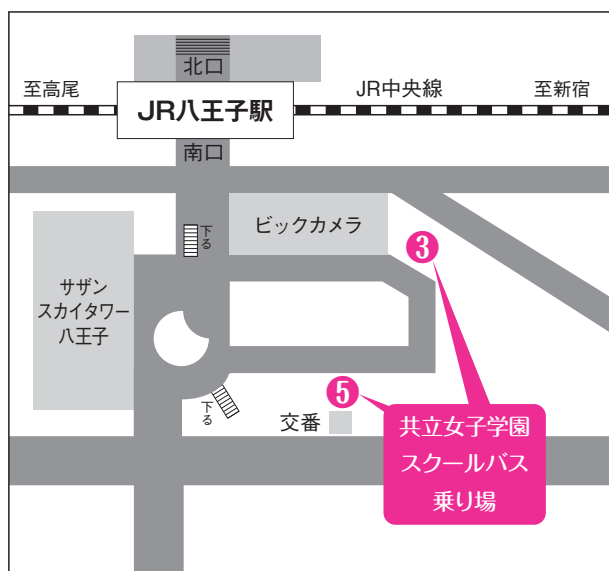 北口
至高尾
JR中央線
至新宿
JR八王子駅
南口
下る
ビックカメラ
3
サザン
スカイタワー
八王子
5
下る
交番
共立女子学園
スクールバス
乗り場